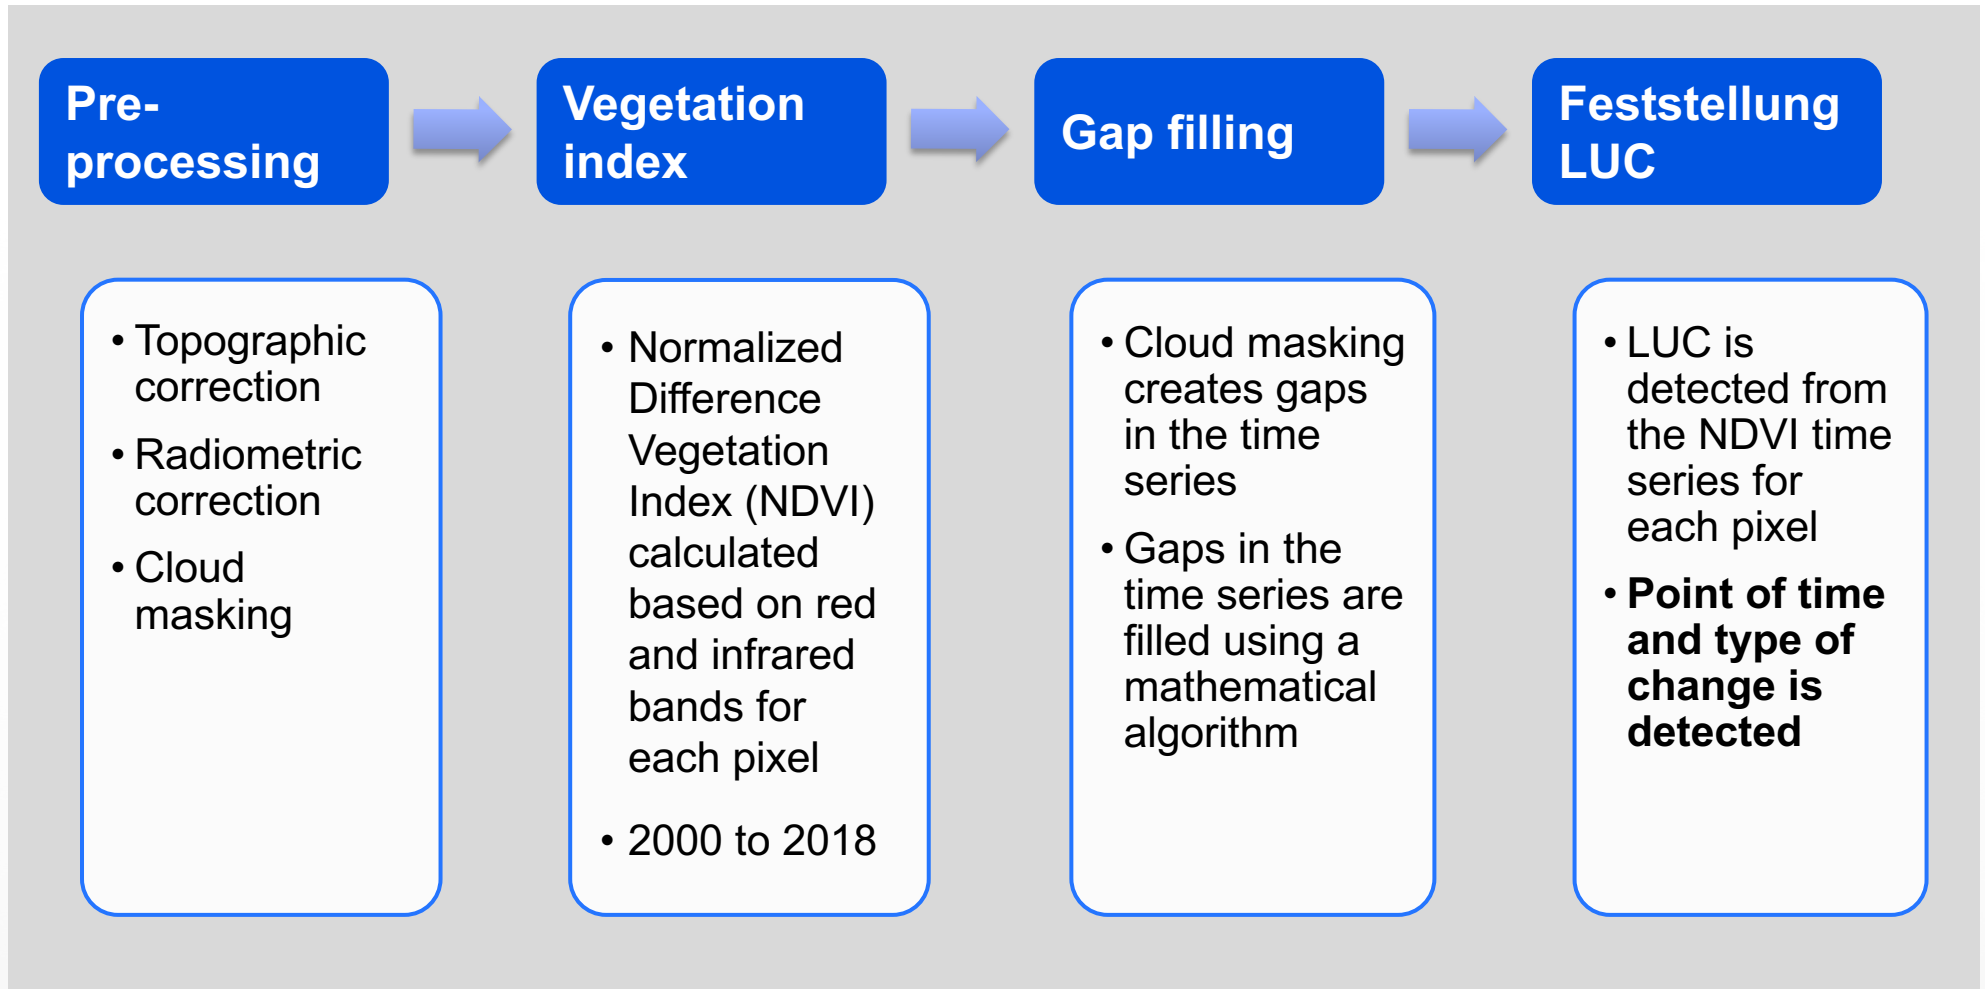 Pre-
processing
Vegetation
index
Gap filling
Feststellung
LUC
• Topographic
correction
• Radiometric
correction
• Cloud
masking
• Normalized
Difference
Vegetation
Index (NDVI)
calculated
based on red
and infrared
bands for
each pixel
• 2000 to 2018
• Cloud masking
creates gaps
in the time
series
• Gaps in the
time series are
filled using a
mathematical
algorithm
• LUC is
detected from
the NDVI time
series for
each pixel
• Point of time
and type of
change is
detected